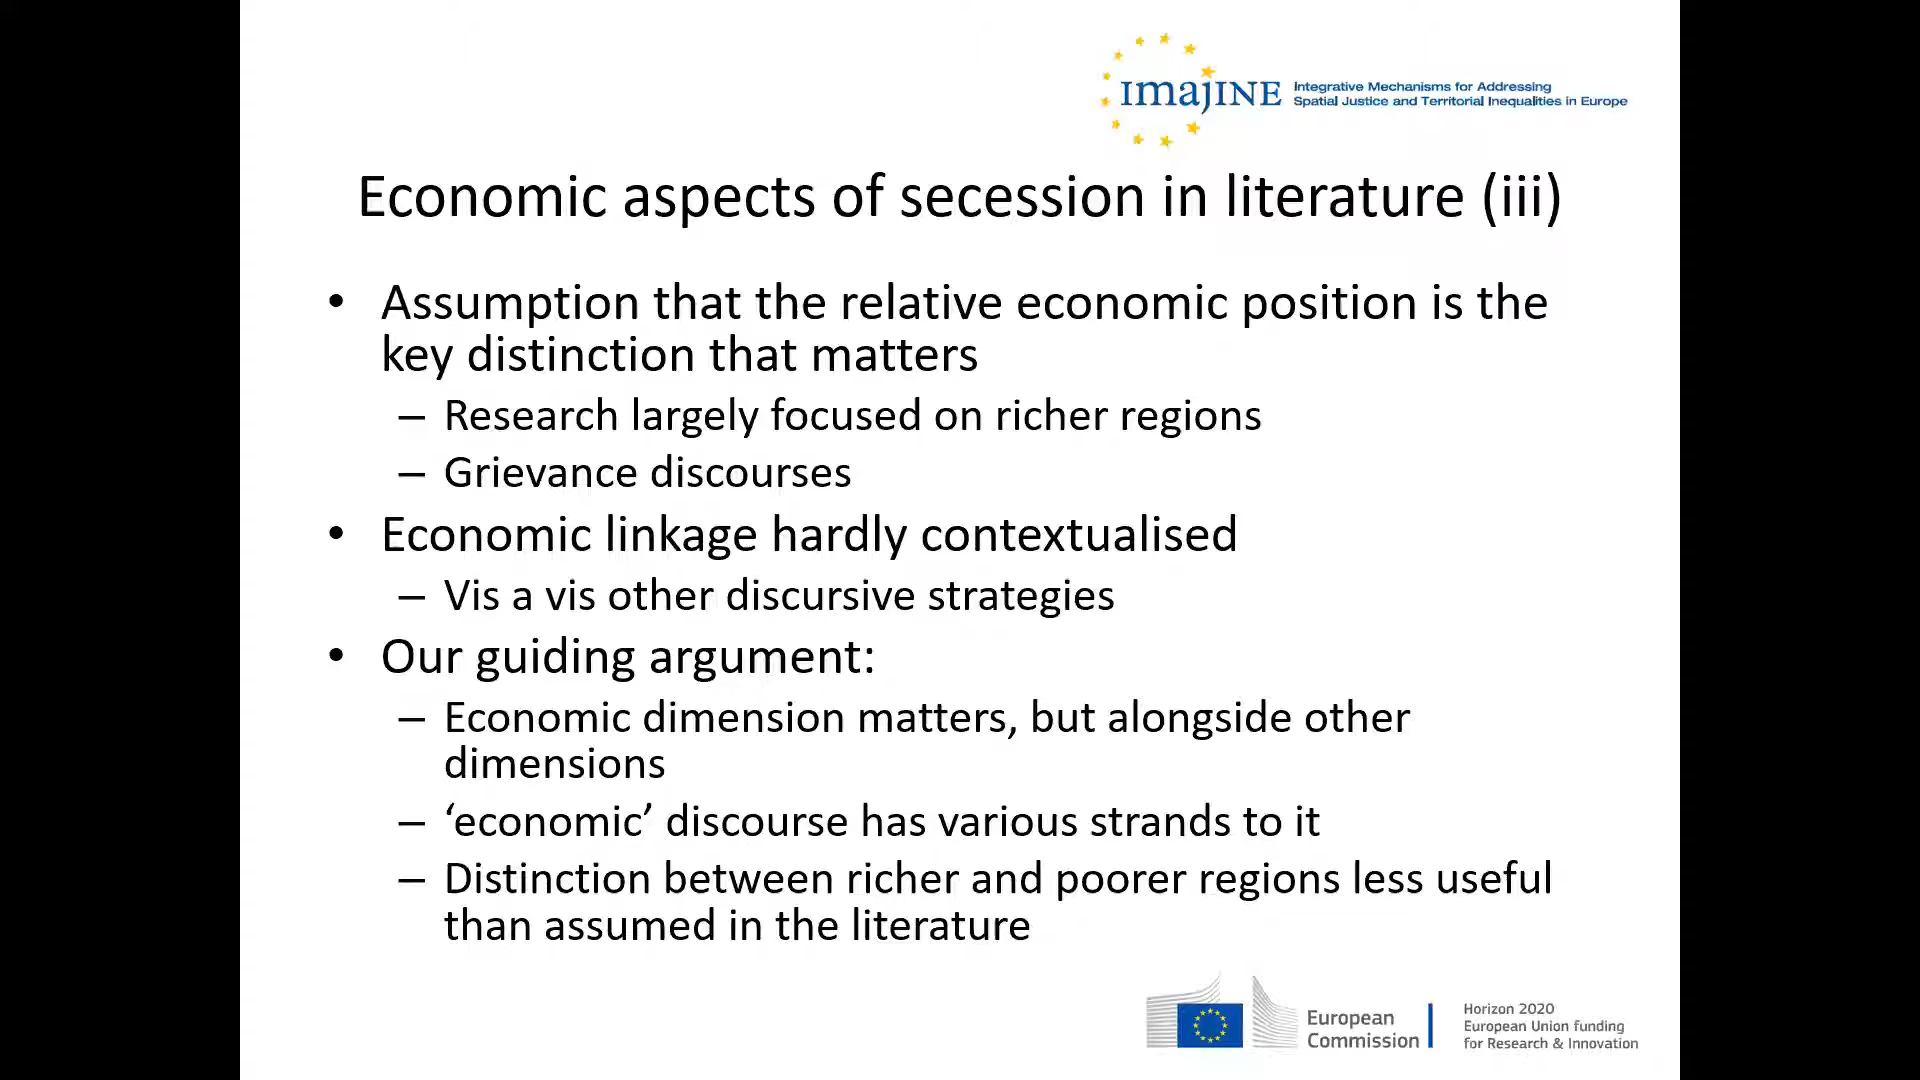 IMAJINE
Integrative Mechanisms for Addressing
Spatial Justice and Territorial Inequalities in Europe
Economic aspects of secession in literature (iii)
• Assumption that the relative economic position is the
key distinction that matters
– Research largely focused on richer regions
– Grievance discourses
• Economic linkage hardly contextualised
– Vis a vis other discursive strategies
• Our guiding argument:
– Economic dimension matters, but alongside other
dimensions
– ‘economic’ discourse has various strands to it
– Distinction between richer and poorer regions less useful
than assumed in the literature
European
Commission
Horizon 2020
European Union funding
for Research & Innovation